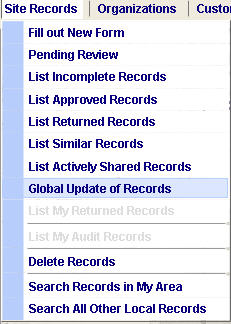 Site Records Organizations Custo
Fill out New Form
Pending Review
List Incomplete Records
List Approved Records
List Returned Records
List Similar Records
List Actively Shared Records
Global Update of Records
List My Returned Records
List My Audit Records
Delete Records
Search Records in My Area
Search All Other Local Records